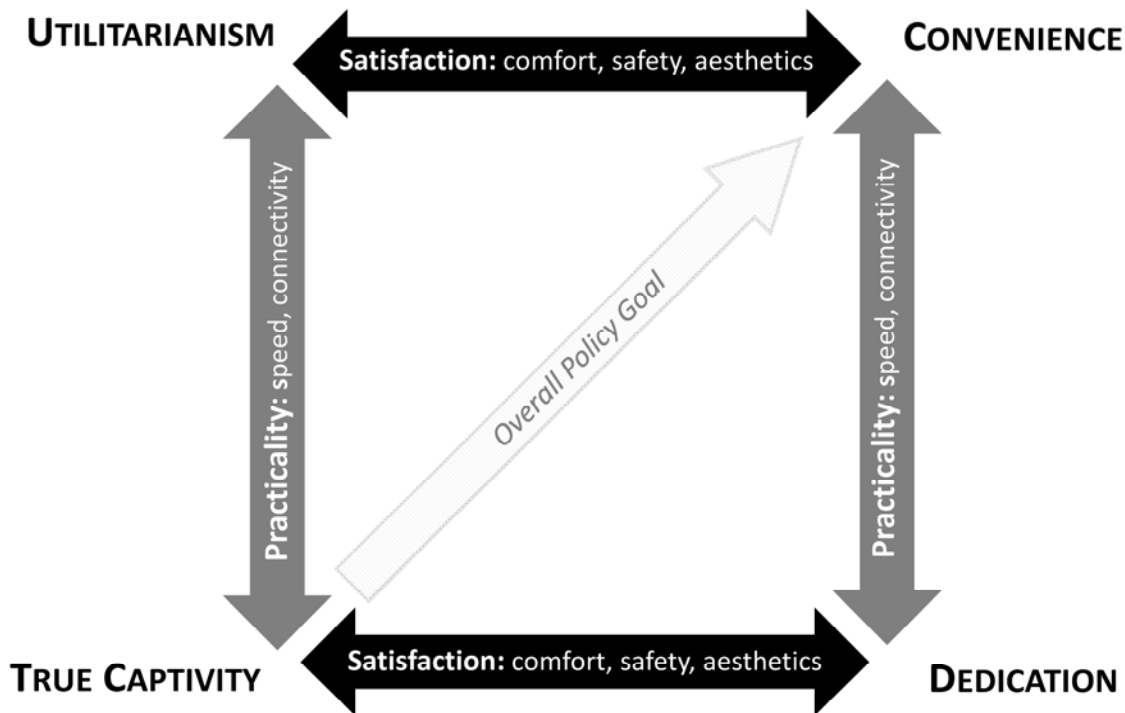 UTILITARIANISM
Satisfaction: comfort, safety, aesthetics
CONVENIENCE
Practicality: speed, connectivity
Overall Policy Goal
Practicality: speed, connectivity
TRUE CAPTIVITY
Satisfaction: comfort, safety, aesthetics
DEDICATION